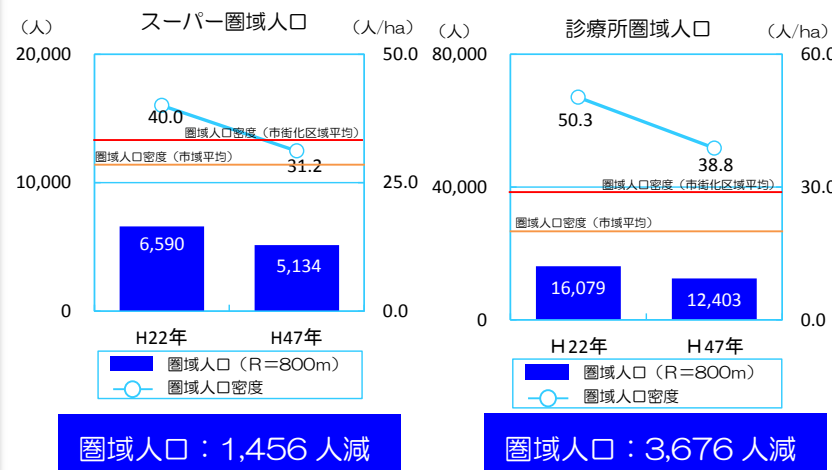 スーパー圏域人口
（人）
（人/ha）
20,000
50.0
40.0
圏域人口密度（市街化区域平均）
圏域人口密度（市域平均）
31.2
10,000
25.0
6,590
5,134
0
0.0
H22年
H47年
圏域人口（R＝800m）
圏域人口密度
圏域人口：1,456 人減
診療所圏域人口
（人）
（人/ha）
80,000
60.0
50.3
38.8
40,000
圏域人口密度（市街化区域平均）
30.0
圏域人口密度（市域平均）
16,079
12,403
0
0.0
Ｈ22年
Ｈ47年
圏域人口（R＝800m）
圏域人口密度
圏域人口：3,676 人減